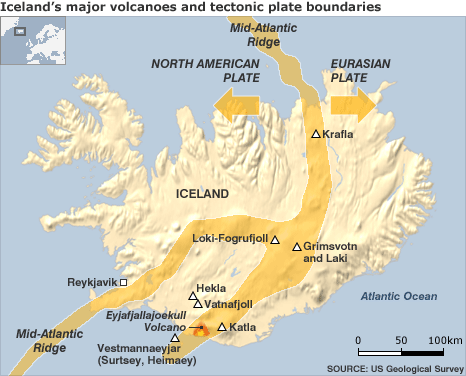 Iceland's major volcanoes and tectonic plate boundaries
Mid-Atlantic
Ridge
NORTH AMERICAN
PLATE
EURASIAN
PLATE
Krafla
ICELAND
Loki-Fogrufjoll
Grimsvotn
and Laki
Reykjavik
Hekla
Vatnafjoll
Eyjafjallajoekull
Volcano
Katla
Atlantic Ocean
Mid-Atlantic
Ridge
Vestmannaeyjar
(Surtsey, Heimaey)
0 50 100km
SOURCE: US Geological Survey